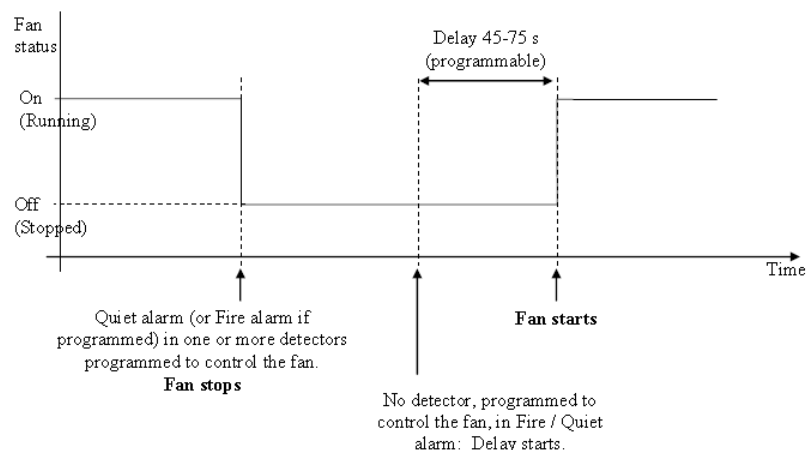 Fan
status
Delay 45-75 s
(programmable)
On
(Running)
Off
(Stopped)
Time
Quiet alarm (or Fire alarm if
programmed) in one or more detectors
programmed to control the fan.
Fan stops
Fan starts
No detector, programmed to
control the fan, in Fire / Quiet
alarm: Delay starts.